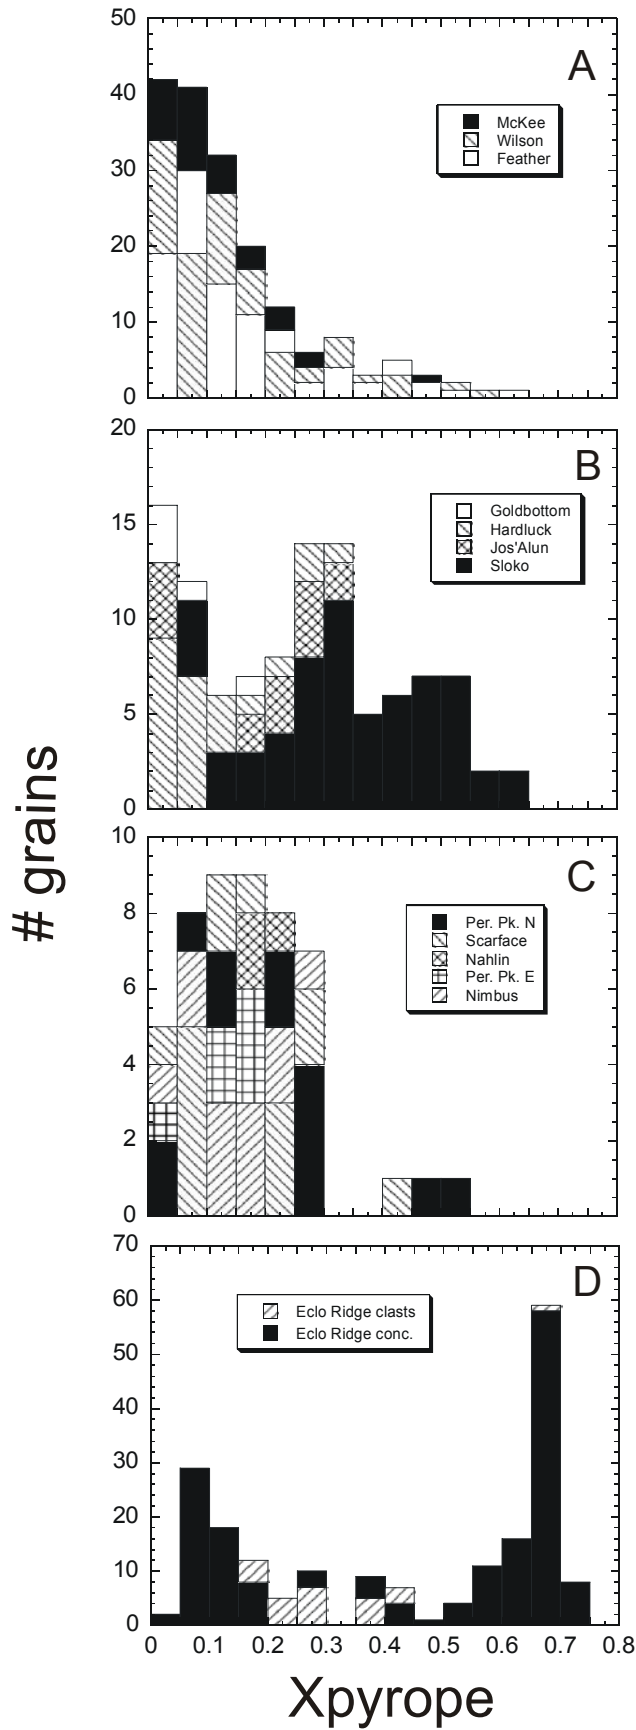 # grains
50
40
30
20
10
0
A
McKee
Wilson
Feather
20
15
10
5
0
B
Goldbottom
Hardluck
Jos'Alun
Sloko
10
8
6
4
2
0
C
Per. Pk. N
Scarface
Nahlin
Per. Pk. E
Nimbus
70
60
50
40
30
20
10
0
D
Eclo Ridge clasts
Eclo Ridge conc.
0 0.1 0.2 0.3 0.4 0.5 0.6 0.7 0.8
Xpyrope